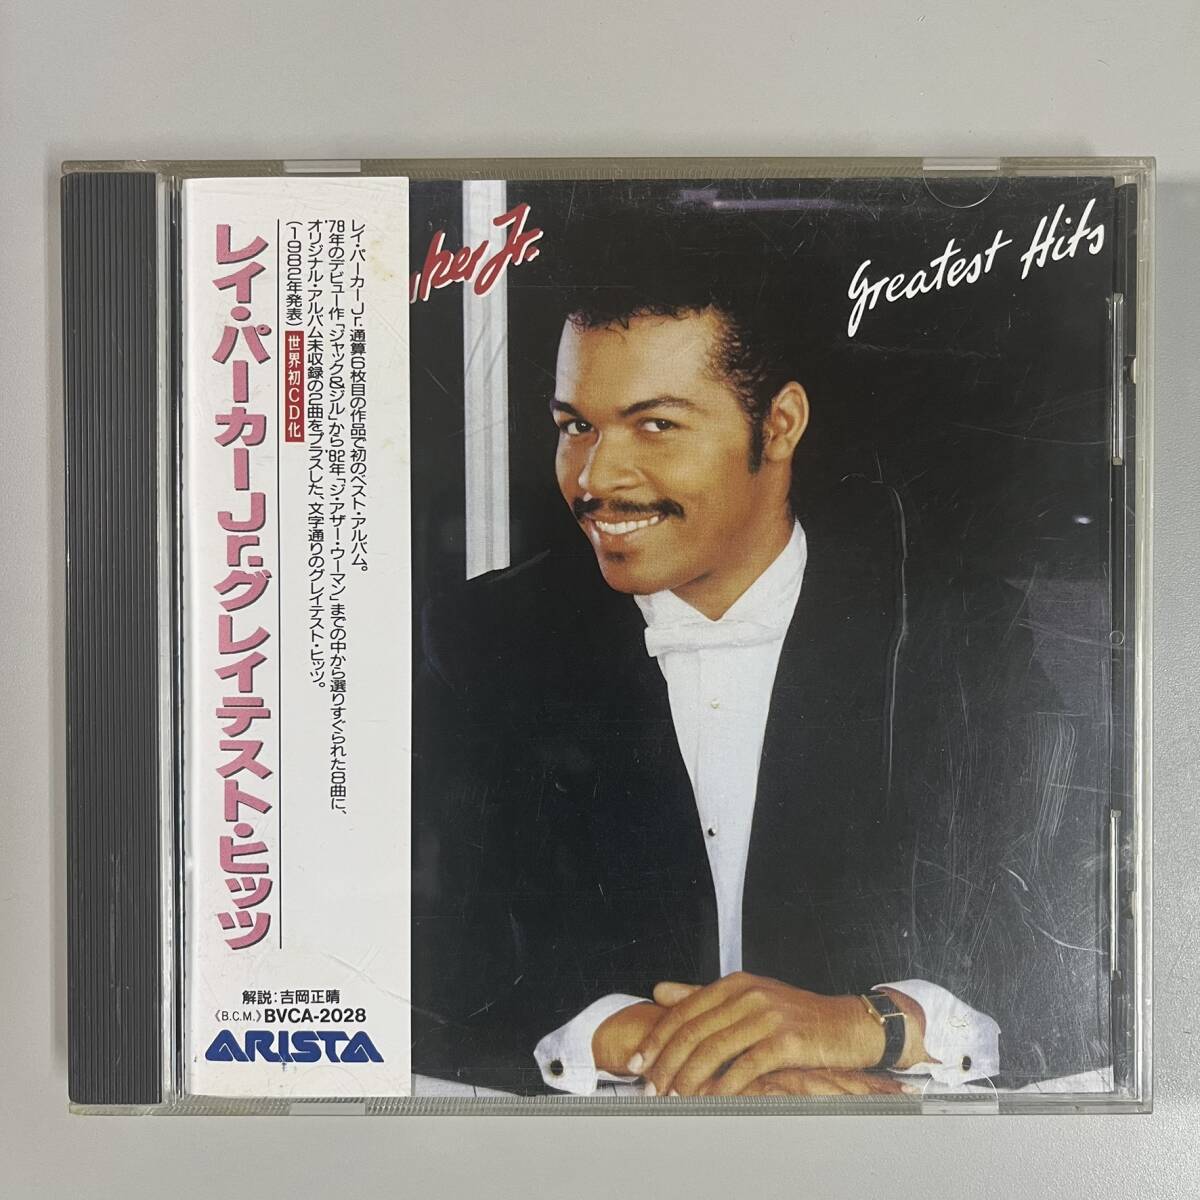 レイ・パーカーJr.グレイテスト・ヒッツ
レイ・パーカーJr.通算6枚目の作品で初のベスト・アルバム。
'78年のデビュー作「ジャック&ジル」から'82年「ジ・アザー・ウーマン」までの中から選りすぐられた8曲に、
オリジナル・アルバム未収録の2曲をプラスした、文字通りのグレイテスト・ヒッツ。
(1982年発表) 世界初CD化
解説:吉岡正晴
《B.C.M.》BVCA-2028
ARISTA
ker Jr.
Greatest Hits